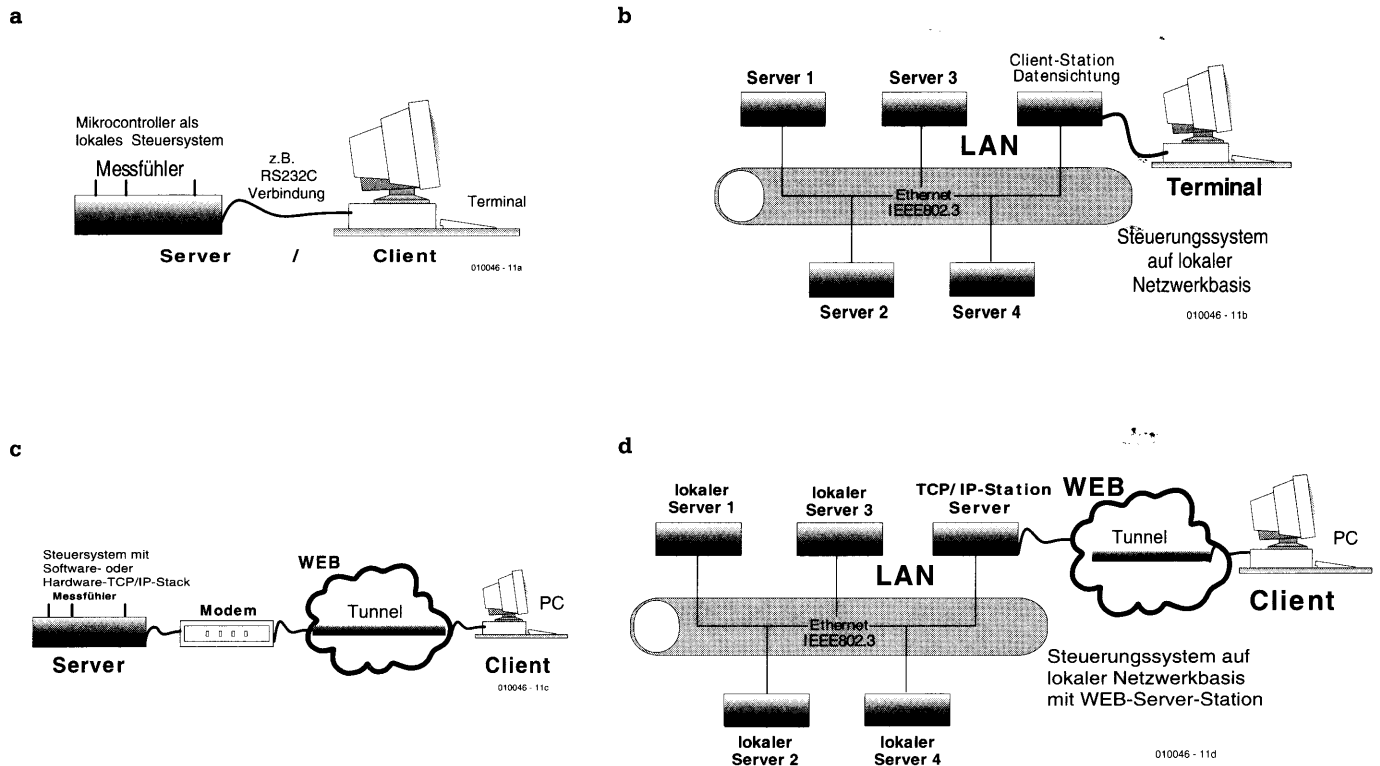 a
Mikrocontroller als
lokales Steuersystem
Messfühler
z.B.
RS232C
Verbindung
Terminal
Server / Client
010046 - 11a
b
Server 1
Server 3
Client-Station
Datensichtung
LAN
Ethernet
IEEE802.3
Terminal
Server 2
Server 4
Steuerungssystem
auf lokaler
Netzwerkbasis
010046 - 11b
c
Steuersystem mit
Software- oder
Hardware-TCP/IP-Stack
Messfühler
Modem
WEB
Tunnel
PC
Server
Client
010046 - 11c
d
lokaler
Server 1
lokaler
Server 3
TCP/IP-Station
Server
WEB
Tunnel
PC
LAN
Client
Ethernet
IEEE802.3
Steuerungssystem auf
lokaler Netzwerkbasis
mit WEB-Server-Station
lokaler
Server 2
lokaler
Server 4
010046 - 11d